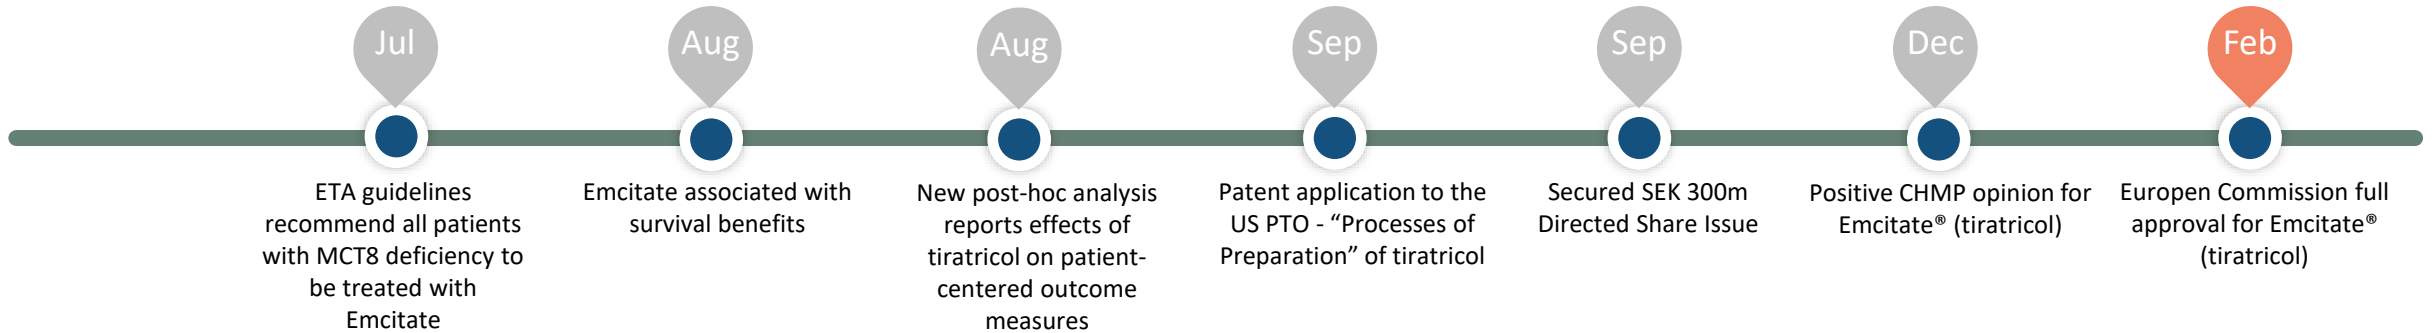 Jul
ETA guidelines
recommend all patients
with MCT8 deficiency to
be treated with
Emcitate
Aug
Emcitate associated with
survival benefits
Aug
New post-hoc analysis
reports effects of
tiratricol on patient-
centered outcome
measures
Sep
Patent application to the
US PTO - “Processes of
Preparation” of tiratricol
Sep
Secured SEK 300m
Directed Share Issue
Dec
Positive CHMP opinion for
Emcitate® (tiratricol)
Feb
Europen Commission full
approval for Emcitate®
(tiratricol)